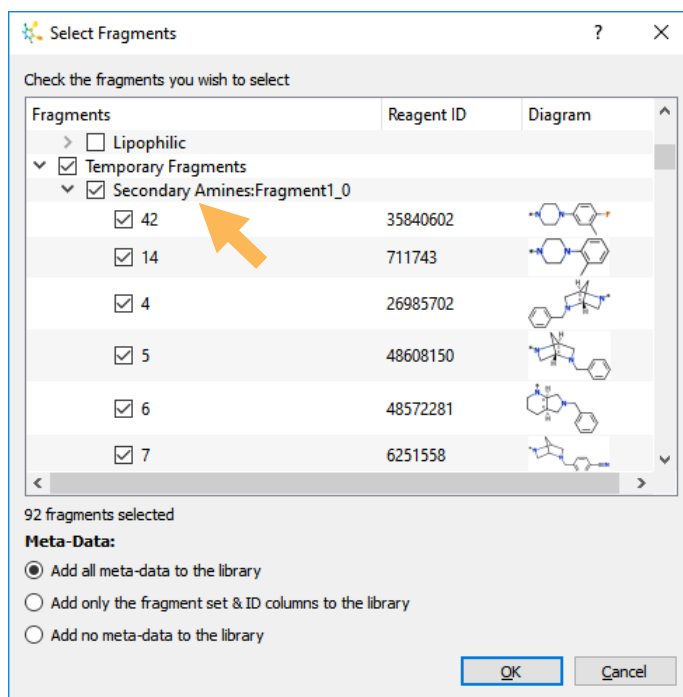 Select Fragments ? X
Check the fragments you wish to select
Fragments Reagent ID Diagram
Lipophilic
Temporary Fragments
Secondary Amines:Fragment1_0
42 35840602
14 711743
4 26985702
5 48608150
6 48572281
7 6251558
92 fragments selected
Meta-Data:
Add all meta-data to the library
Add only the fragment set & ID columns to the library
Add no meta-data to the library
OK Cancel